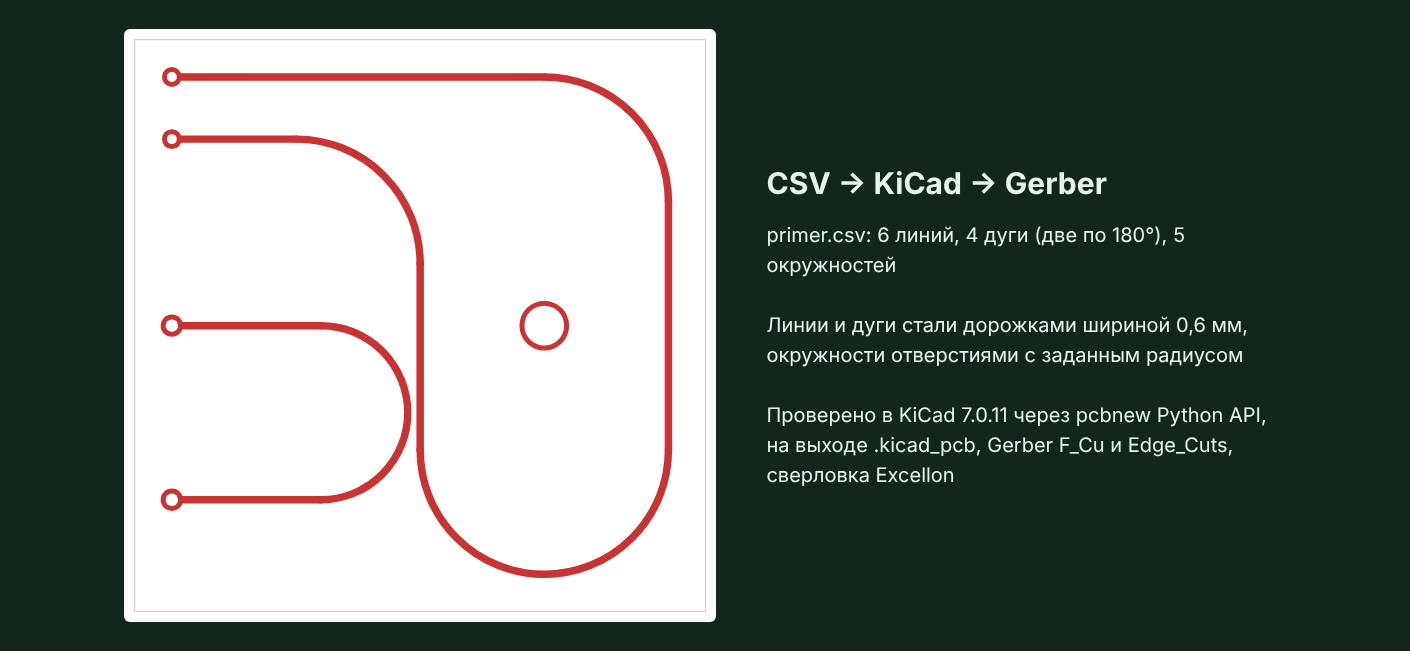 CSV → KiCad → Gerber
primer.csv: 6 линий, 4 дуги (две по 180°), 5
окружностей
Линии и дуги стали дорожками шириной 0,6 мм,
окружности отверстиями с заданным радиусом
Проверено в KiCad 7.0.11 через pcbnew Python API,
на выходе .kicad_pcb, Gerber F_Cu и Edge_Cuts,
сверловка Excellon